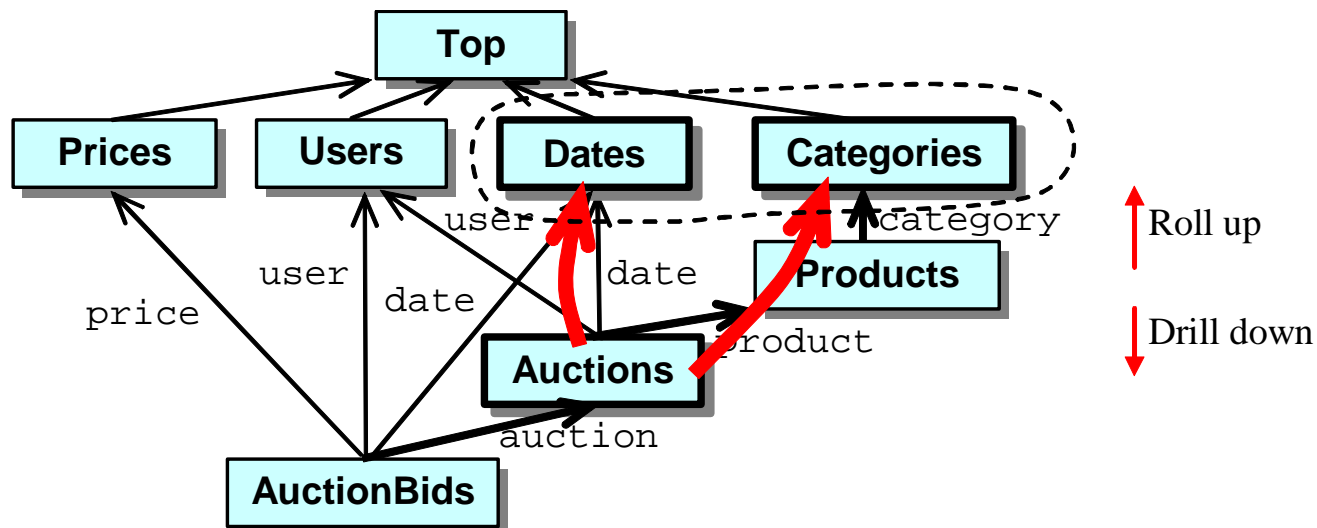 Top
Prices
Users
Dates
Categories
user
category
Roll up
user
date
date
Products
price
product
Drill down
Auctions
auction
AuctionBids